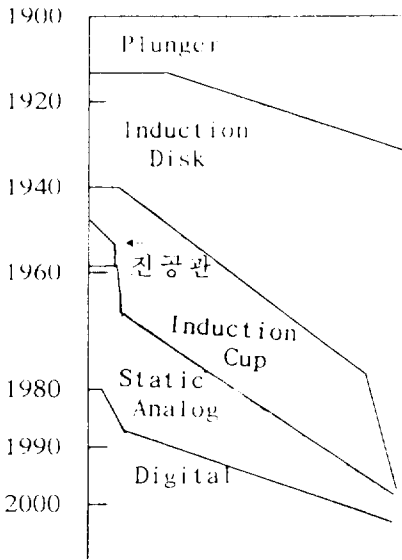 1900
Plunger
1920
Induction
Disk
1940
진공관
1960
Induction
Cup
Static
1980
Analog
1990
Digital
2000